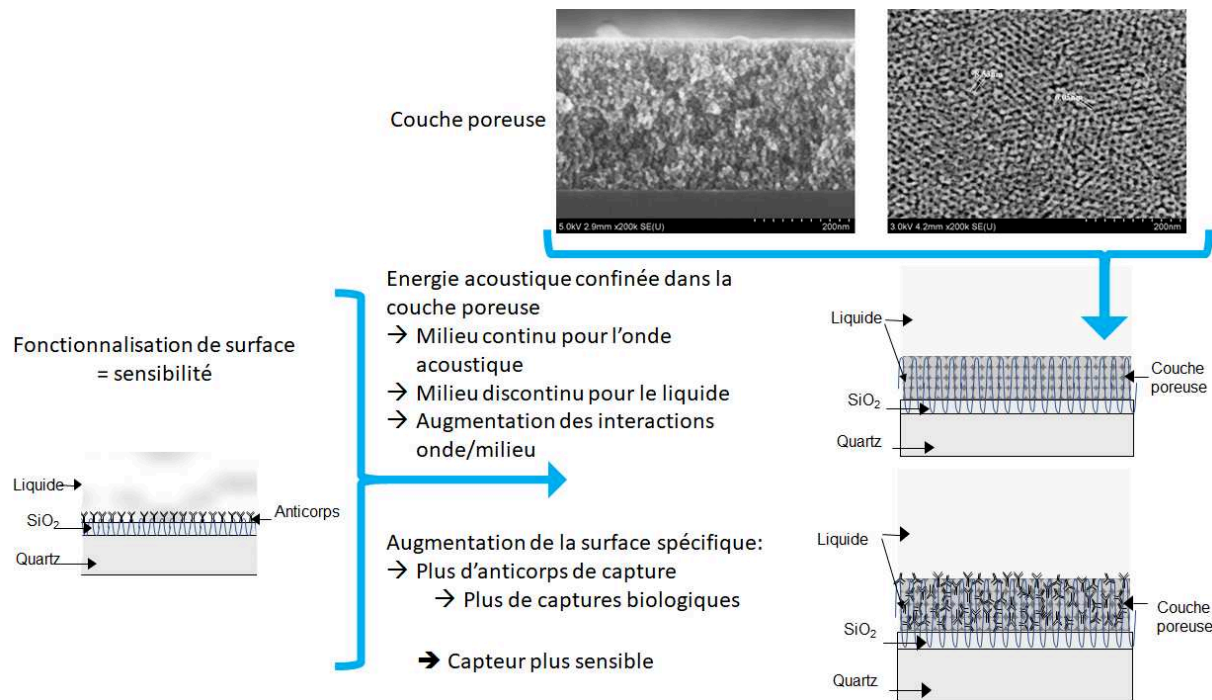 Couche poreuse
5.0kV 2.9mm x200k SE(U)
200nm
3.0kV 4.2mm x200k SE(U)
200nm
Fonctionnalisation de surface
= sensibilité
Liquide
SiO2
Quartz
Anticorps
Energie acoustique confinée dans la
couche poreuse
→ Milieu continu pour l'onde
acoustique
→ Milieu discontinu pour le liquide
→ Augmentation des interactions
onde/milieu
Augmentation de la surface spécifique:
→ Plus d'anticorps de capture
→ Plus de captures biologiques
➔ Capteur plus sensible
Liquide
Couche
poreuse
SiO2
Quartz
Liquide
Couche
poreuse
SiO2
Quartz